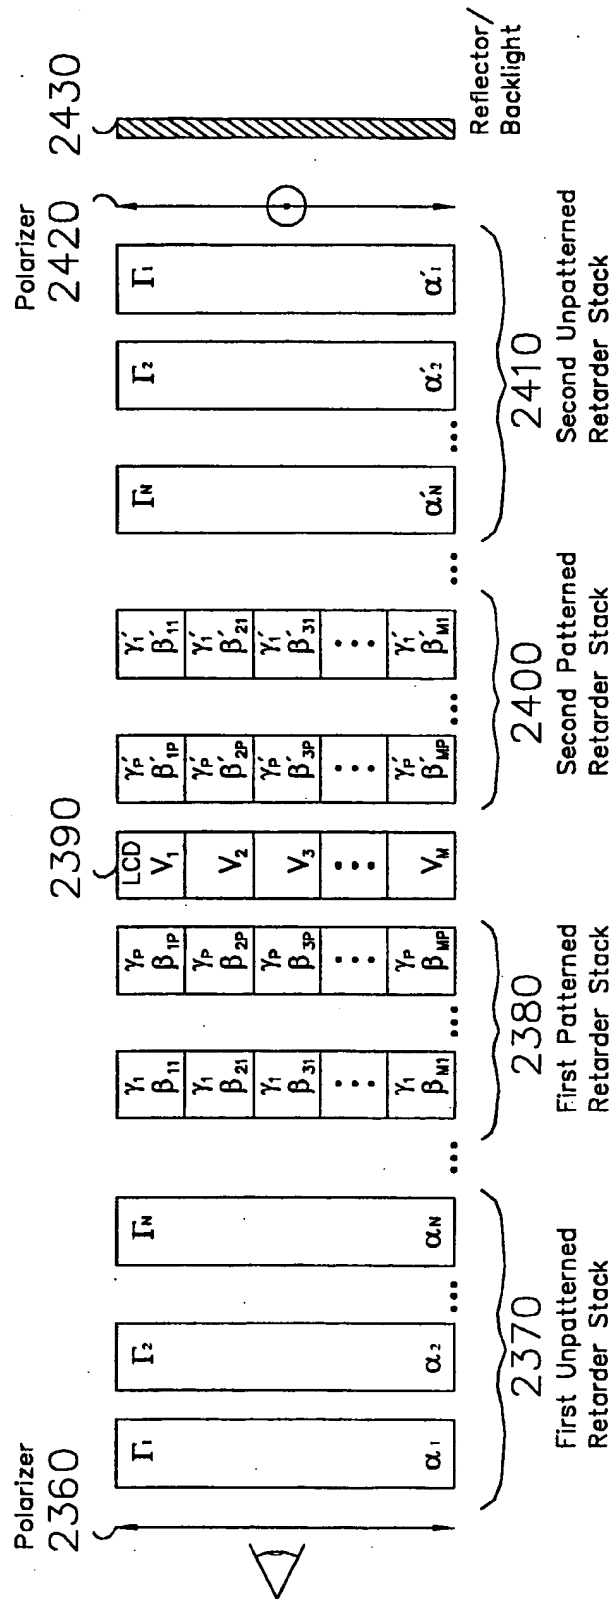 Polarizer
2360
Γ1
α1
Γ2
α2
...
ΓN
αN
2370
First Unpatterned
Retarder Stack
...
γ1
β11
γ1
β21
γ1
β31
...
γ1
βM1
...
γP
β1P
γP
β2P
γP
β3P
...
γP
βMP
2380
First Patterned
Retarder Stack
2390
LCD
V1
V2
V3
...
VM
γ'P
β'1P
γ'P
β'2P
γ'P
β'3P
...
γ'P
β'MP
...
γ'1
β'11
γ'1
β'21
γ'1
β'31
...
γ'1
β'M1
2400
Second Patterned
Retarder Stack
...
ΓN
α'N
...
Γ2
α'2
Γ1
α'1
2410
Second Unpatterned
Retarder Stack
Polarizer
2420
2430
Reflector/
Backlight